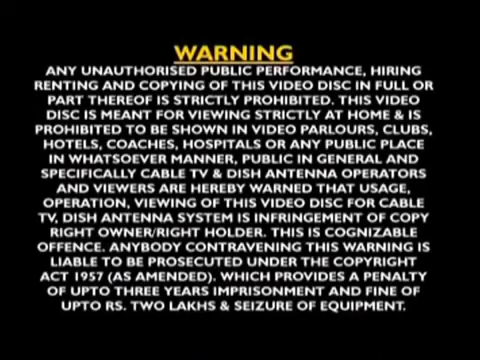 WARNING
ANY UNAUTHORISED PUBLIC PERFORMANCE, HIRING
RENTING AND COPYING OF THIS VIDEO DISC IN FULL OR
PART THEREOF IS STRICTLY PROHIBITED. THIS VIDEO
DISC IS MEANT FOR VIEWING STRICTLY AT HOME & IS
PROHIBITED TO BE SHOWN IN VIDEO PARLOURS, CLUBS,
HOTELS, COACHES, HOSPITALS OR ANY PUBLIC PLACE
IN WHATSOEVER MANNER, PUBLIC IN GENERAL AND
SPECIFICALLY CABLE TV & DISH ANTENNA OPERATORS
AND VIEWERS ARE HEREBY WARNED THAT USAGE,
OPERATION, VIEWING OF THIS VIDEO DISC FOR CABLE
TV, DISH ANTENNA SYSTEM IS INFRINGEMENT OF COPY
RIGHT OWNER/RIGHT HOLDER. THIS IS COGNIZABLE
OFFENCE. ANYBODY CONTRAVENING THIS WARNING IS
LIABLE TO BE PROSECUTED UNDER THE COPYRIGHT
ACT 1957 (AS AMENDED). WHICH PROVIDES A PENALTY
OF UPTO THREE YEARS IMPRISONMENT AND FINE OF
UPTO RS. TWO LAKHS & SEIZURE OF EQUIPMENT.